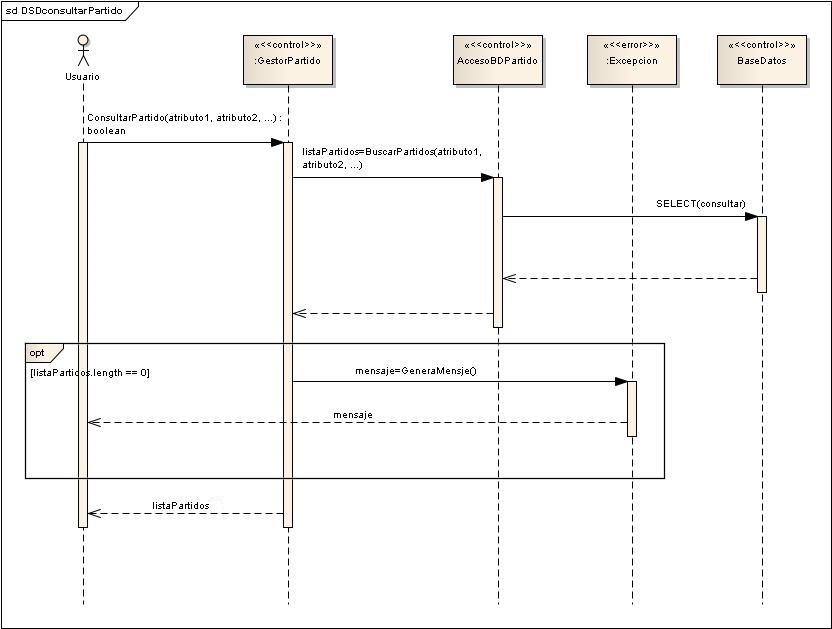 sd DSDconsultarPartido
«<<control>>»
:GestorPartido
«<<control>>»
AccesoBDPartido
«<<error>>»
:Excepcion
«<<control>>»
BaseDatos
Usuario
ConsultarPartido(atributo1, atributo2, ...) :
boolean
listaPartidos=BuscarPartidos(atributo1,
atributo2, ...)
SELECT(consultar)
opt
[listaPartidos.length == 0]
mensaje=GeneraMensje()
mensaje
listaPartidos